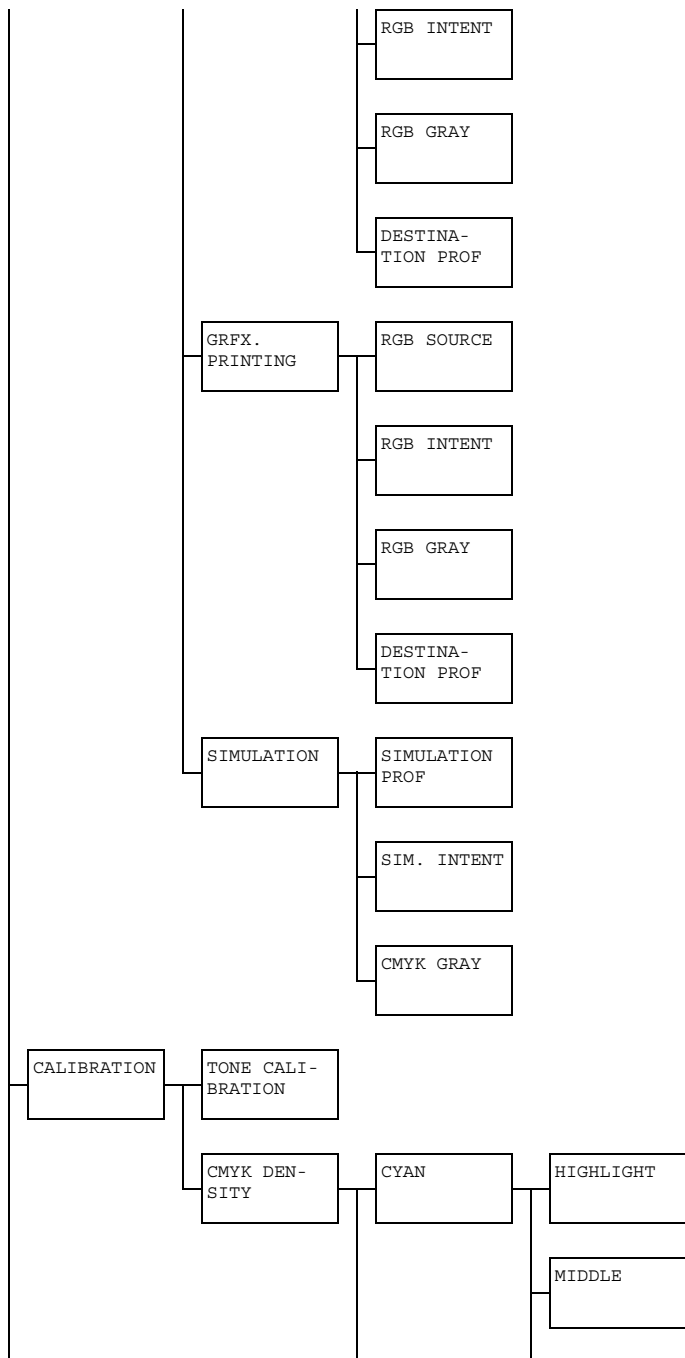 RGB INTENT
RGB GRAY
DESTINA-
TION PROF
GRFX.
PRINTING
RGB SOURCE
RGB INTENT
RGB GRAY
DESTINA-
TION PROF
SIMULATION
SIMULATION
PROF
SIM. INTENT
CMYK GRAY
CALIBRATION
TONE CALI-
BRATION
CMYK DEN-
SITY
CYAN
HIGHLIGHT
MIDDLE